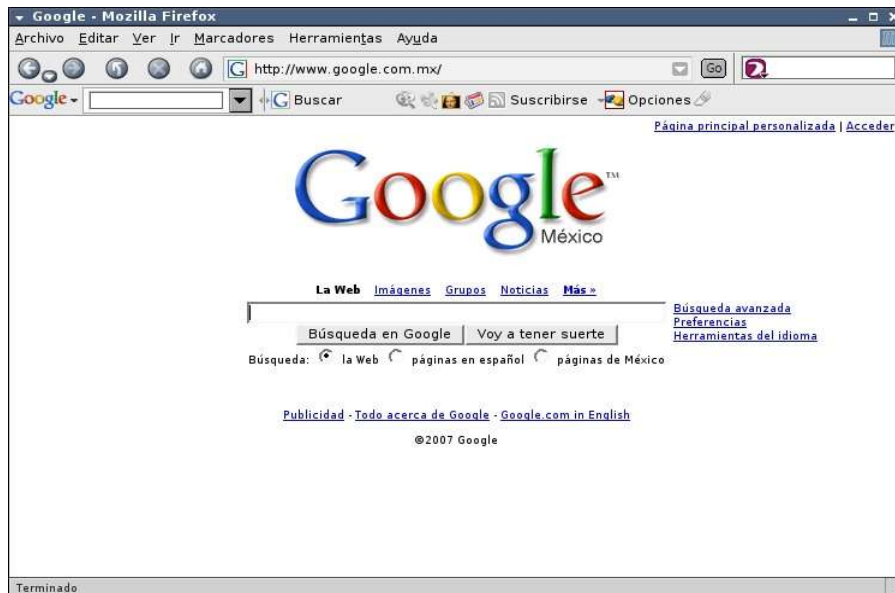 Google - Mozilla Firefox
Archivo Editar Ver Ir Marcadores Herramientas Ayuda
G http://www.google.com.mx/ Go
Google G Buscar Suscribirse Opciones
Página principal personalizada | Acceder
Google™
México
La Web Imágenes Grupos Noticias Más »
Búsqueda avanzada
Preferencias
Herramientas del idioma
Búsqueda en Google Voy a tener suerte
Búsqueda: la Web páginas en español páginas de México
Publicidad - Todo acerca de Google - Google.com in English
©2007 Google
Terminado